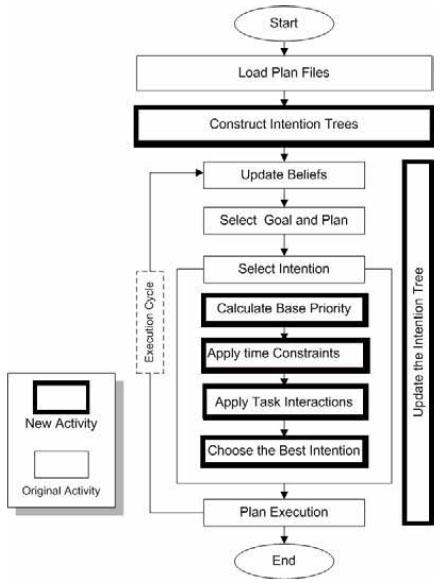 Start
Load Plan Files
Construct Intention Trees
Update Beliefs
Select Goal and Plan
Select Intention
Calculate Base Priority
Apply time Constraints
Apply Task Interactions
Choose the Best Intention
Plan Execution
End
Execution Cycle
Update the Intention Tree
New Activity
Original Activity